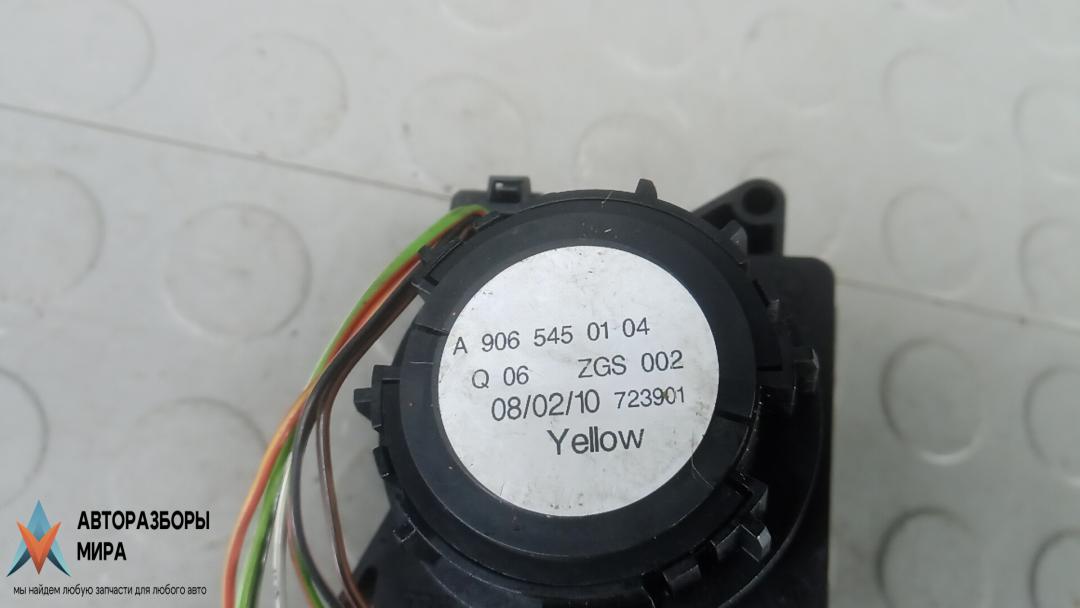 A 906 545 01 04
Q 06 ZGS 002
08/02/10 723901
Yellow
АВТОРАЗБОРЫ
МИРА
мы найдем любую запчасти для любого авто